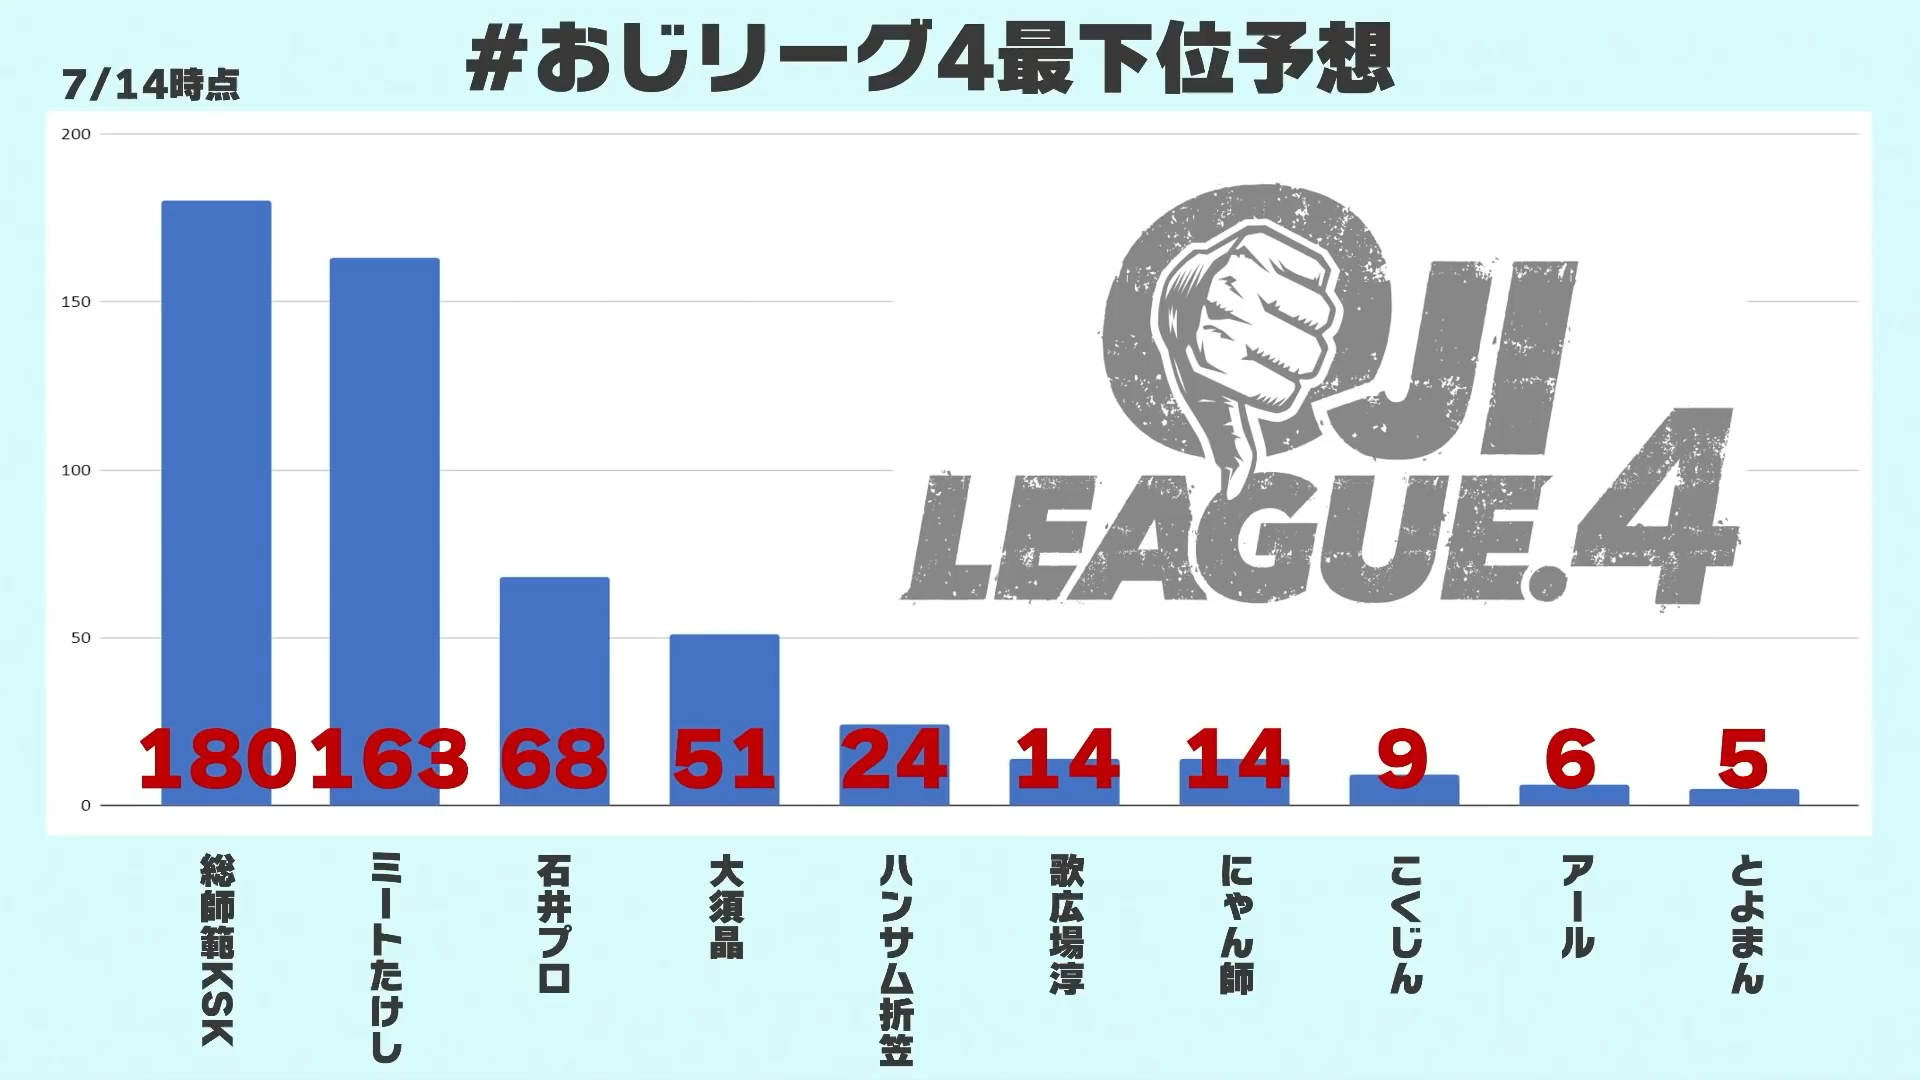 #おじリーグ4最下位予想
7/14時点
200
150
100
50
0
OJI
LEAGUE.4
180
163
68
51
24
14
14
9
6
5
総師範KSK
ミートたけし
石井プロ
大須晶
ハンサム折笠
歌広場淳
にゃん師
こくじん
アール
とよまん